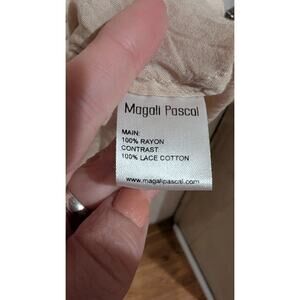 Magali Pascal
MAIN:
100% RAYON
CONTRAST
100% LACE COTTON
www.magalipascal.com